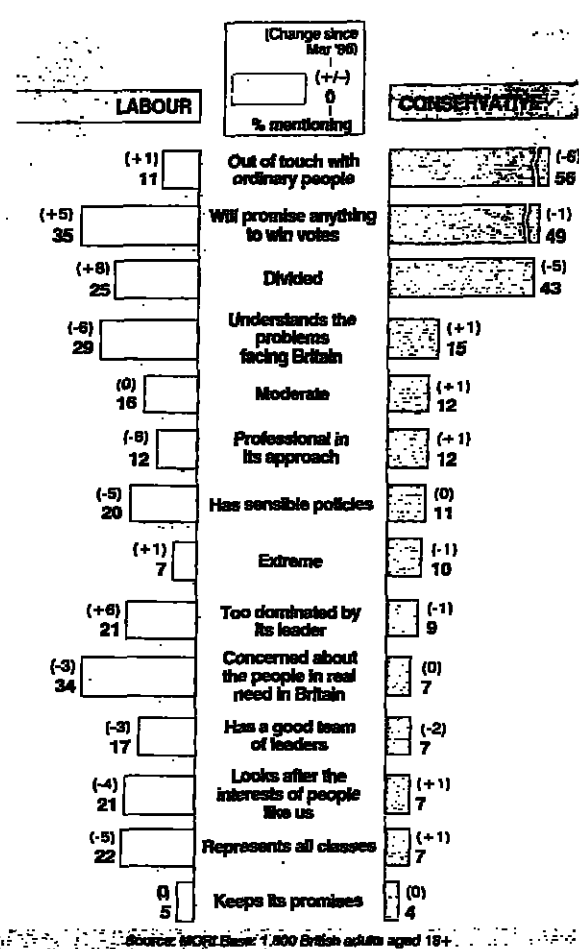 (Change since
Mar '96)
(+/-)
0
% mentioning
LABOUR
CONSERVATIVE
(+1)
11
Out of touch with
ordinary people
(-6)
56
(+5)
35
Will promise anything
to win votes
(-1)
49
(+8)
25
Divided
(-5)
43
(-6)
29
Understands the
problems
facing Britain
(+1)
15
(0)
16
Moderate
(+1)
12
(-8)
12
Professional in
its approach
(+1)
12
(-5)
20
Has sensible policies
(0)
11
(+1)
7
Extreme
(-1)
10
(+6)
21
Too dominated by
its leader
(-1)
9
(-3)
34
Concerned about
the people in real
need in Britain
(0)
7
(-3)
17
Has a good team
of leaders
(-2)
7
(-4)
21
Looks after the
interests of people
like us
(+1)
7
(-5)
22
Represents all classes
(+1)
7
0
5
Keeps its promises
(0)
4
Source: MORI Base: 1,800 British adults aged 18+